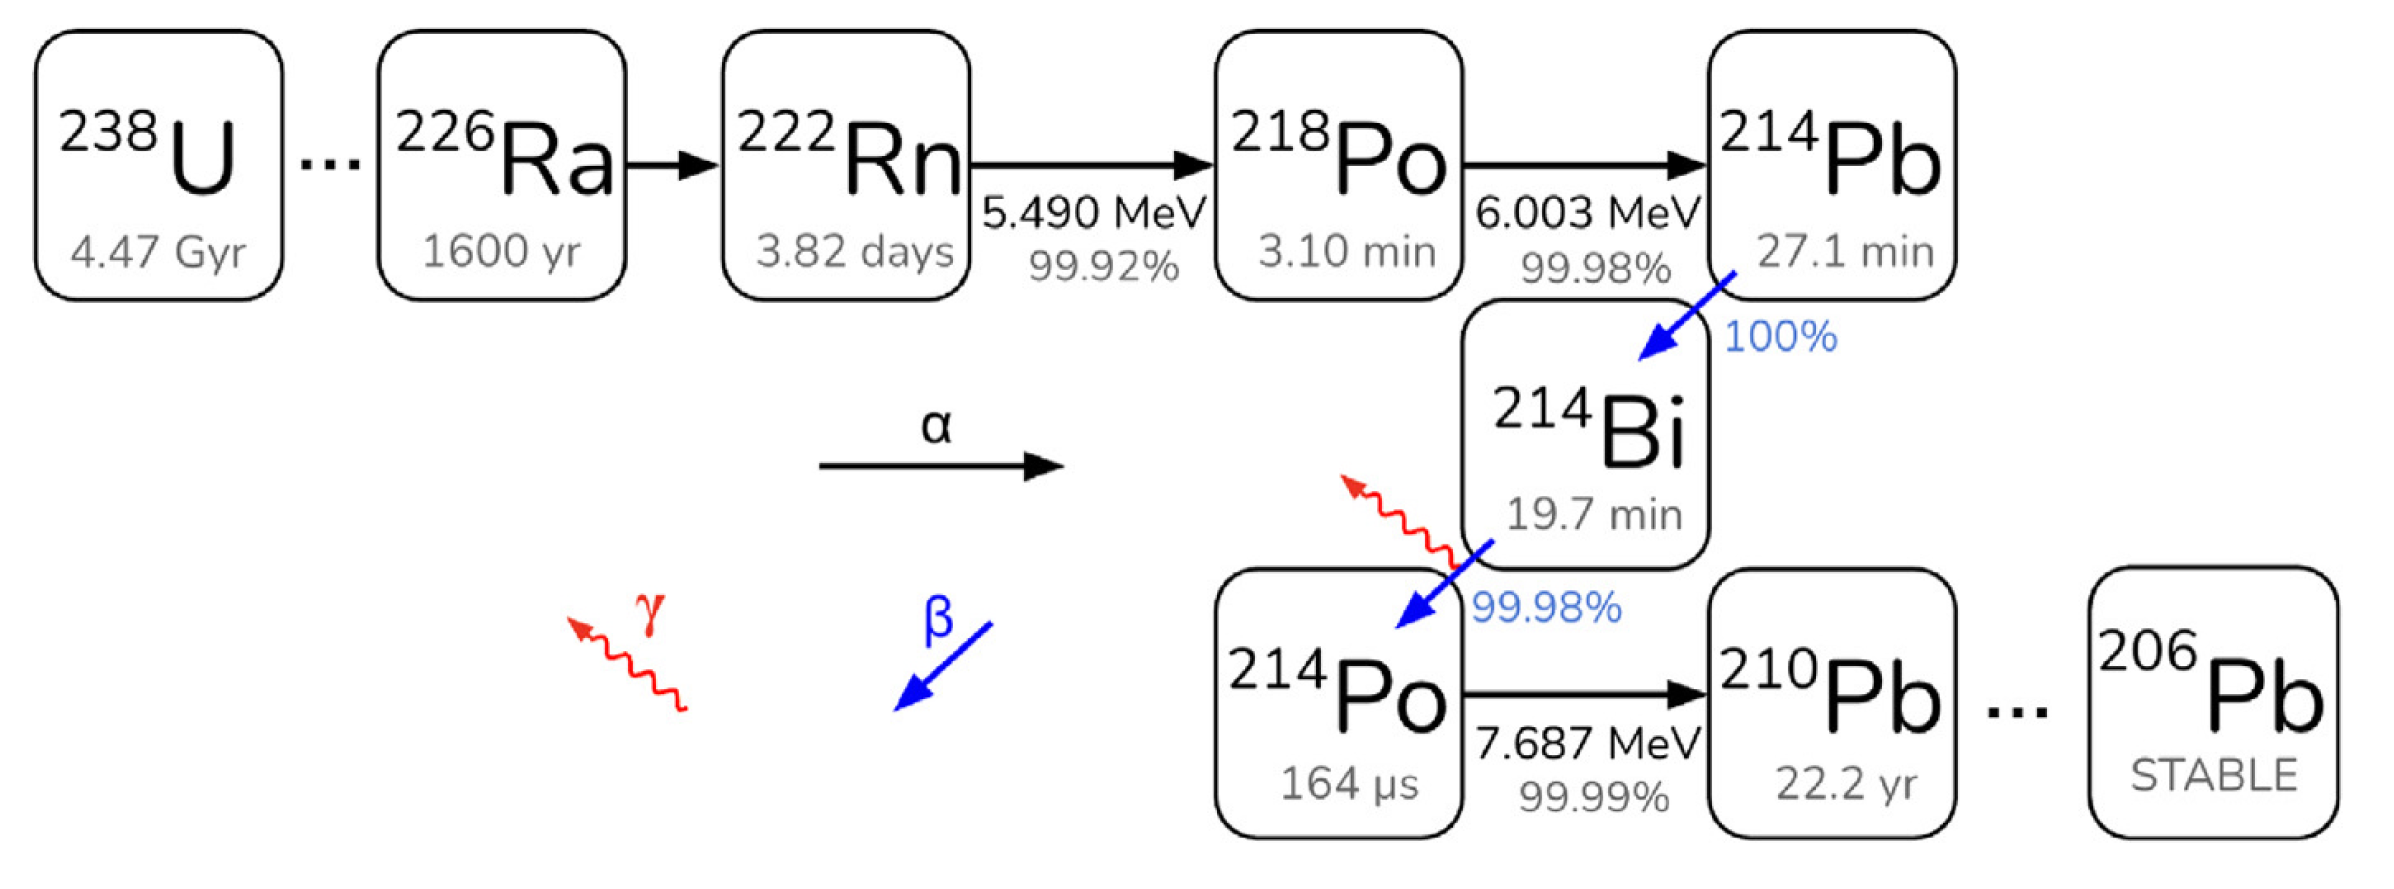 238U ... 226Ra 222Rn 218Po 214Pb
4.47 Gyr 1600 yr 3.82 days 5.490 MeV 3.10 min 6.003 MeV 27.1 min
99.92% 99.98%
100%
214Bi
19.7 min
α
γ β 99.98%
214Po 210Pb ... 206Pb
164 µs 7.687 MeV 22.2 yr STABLE
99.99%